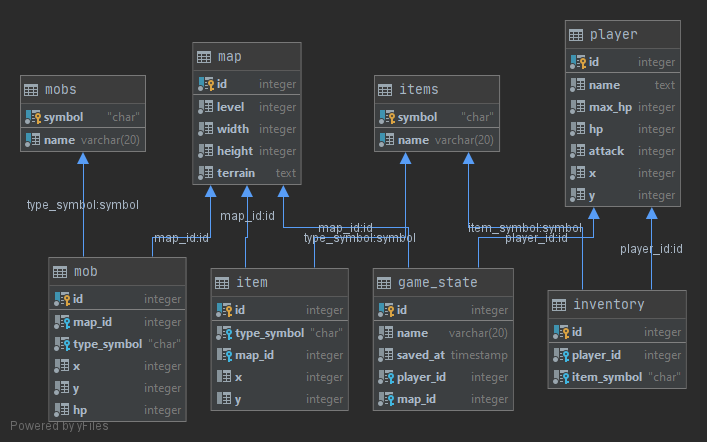 mobs
symbol "char"
name varchar(20)
map
id integer
level integer
width integer
height integer
terrain text
items
symbol "char"
name varchar(20)
player
id integer
name text
max_hp integer
hp integer
attack integer
x integer
y integer
type_symbol:symbol
map_id:id
map_id:id
map_id:id
type_symbol:symbol
item_symbol:symbol
player_id:id
player_id:id
mob
id integer
map_id integer
type_symbol "char"
x integer
y integer
hp integer
item
id integer
type_symbol "char"
map_id integer
x integer
y integer
game_state
id integer
name varchar(20)
saved_at timestamp
player_id integer
map_id integer
inventory
id integer
player_id integer
item_symbol "char"
Powered by yFiles